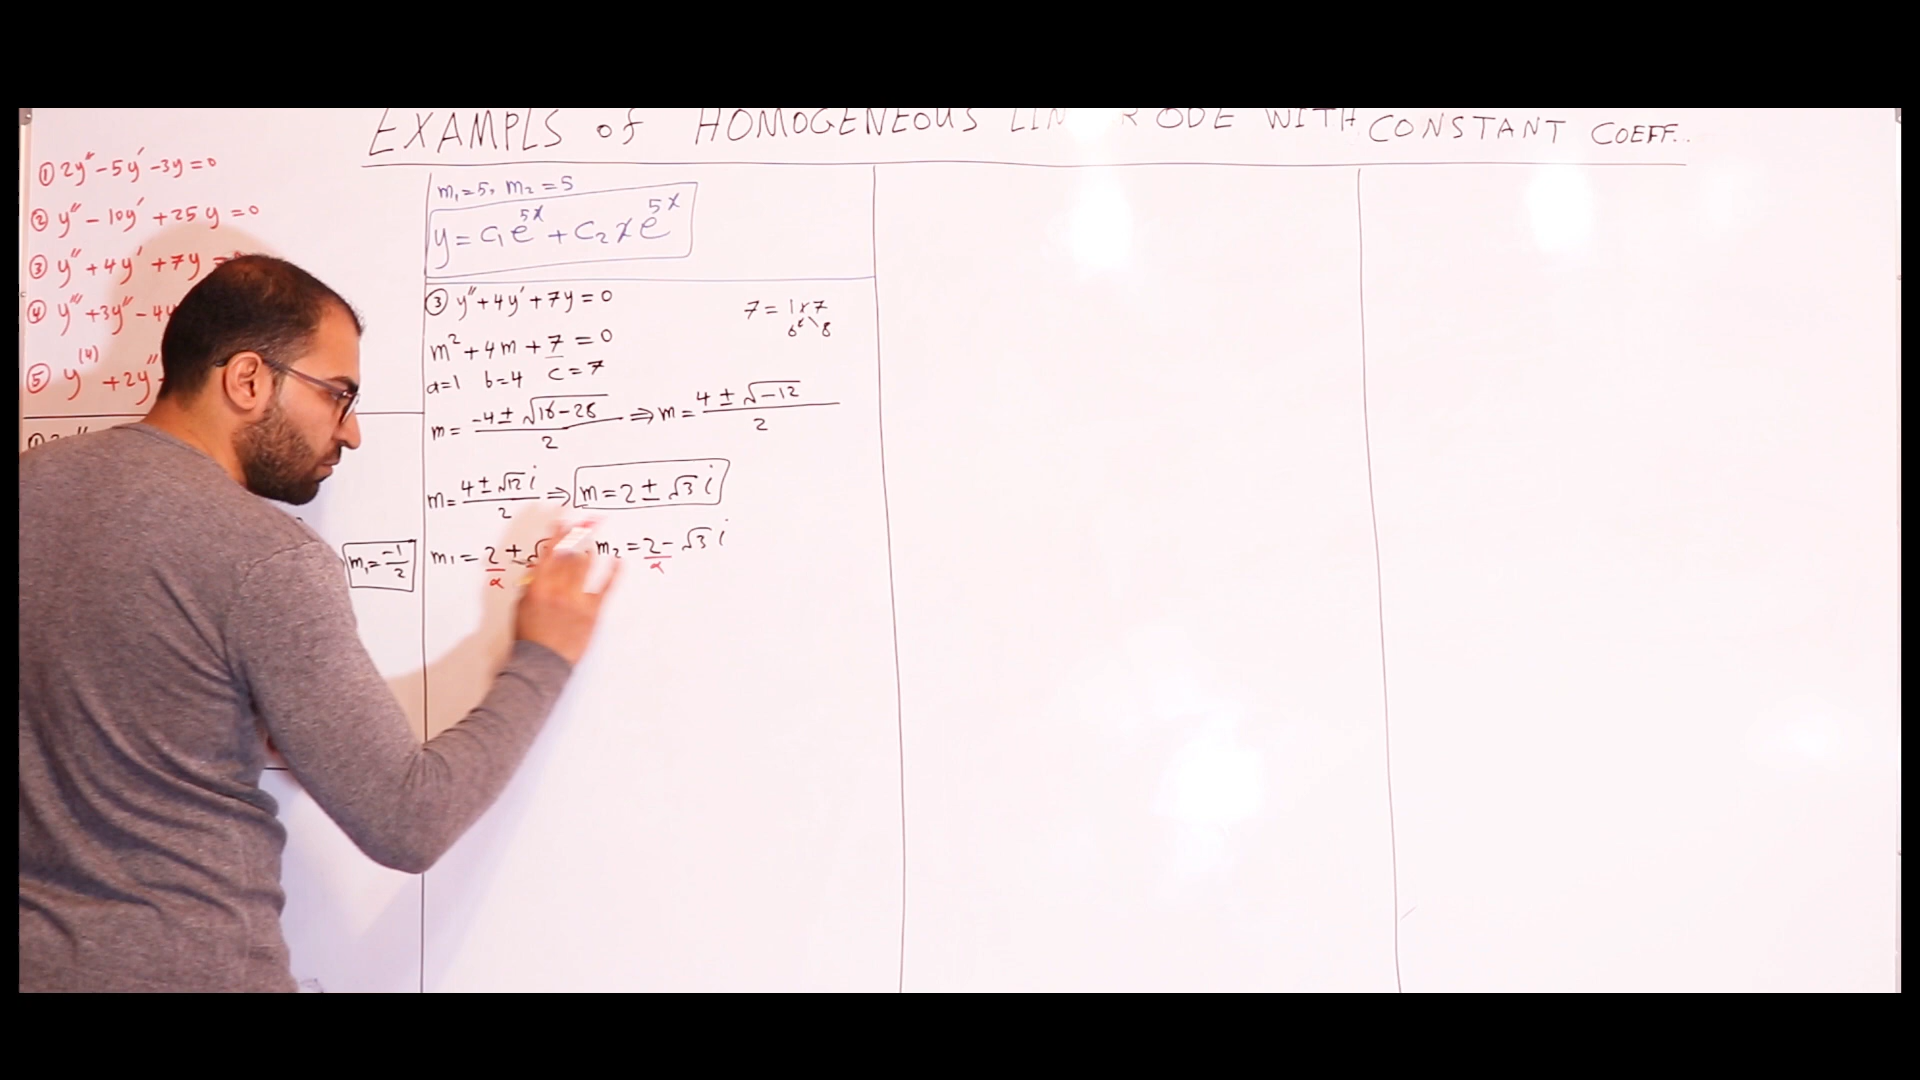 EXAMPLS of HOMOGENEOUS LIN R ODE WITH CONSTANT COEFF..
① 2y'' - 5y' - 3y = 0
② y'' - 10y' + 25y = 0
③ y'' + 4y' + 7y =
④ y''' + 3y'' - 4y
⑤ y⁽⁴⁾ + 2y''
m₁ = -1/2
m₁ = 5, m₂ = 5
y = c₁e^5x + c₂xe^5x
③ y'' + 4y' + 7y = 0
7 = 1x7
6 8
m² + 4m + 7 = 0
a=1 b=4 c=7
m = (-4 ± √16-28)/2 ⇒ m = (4 ± √-12)/2
m = (4 ± √12 i)/2 ⇒ m = 2 ± √3 i
m₁ = 2 ± √ m₂ = 2 - √3 i
α α